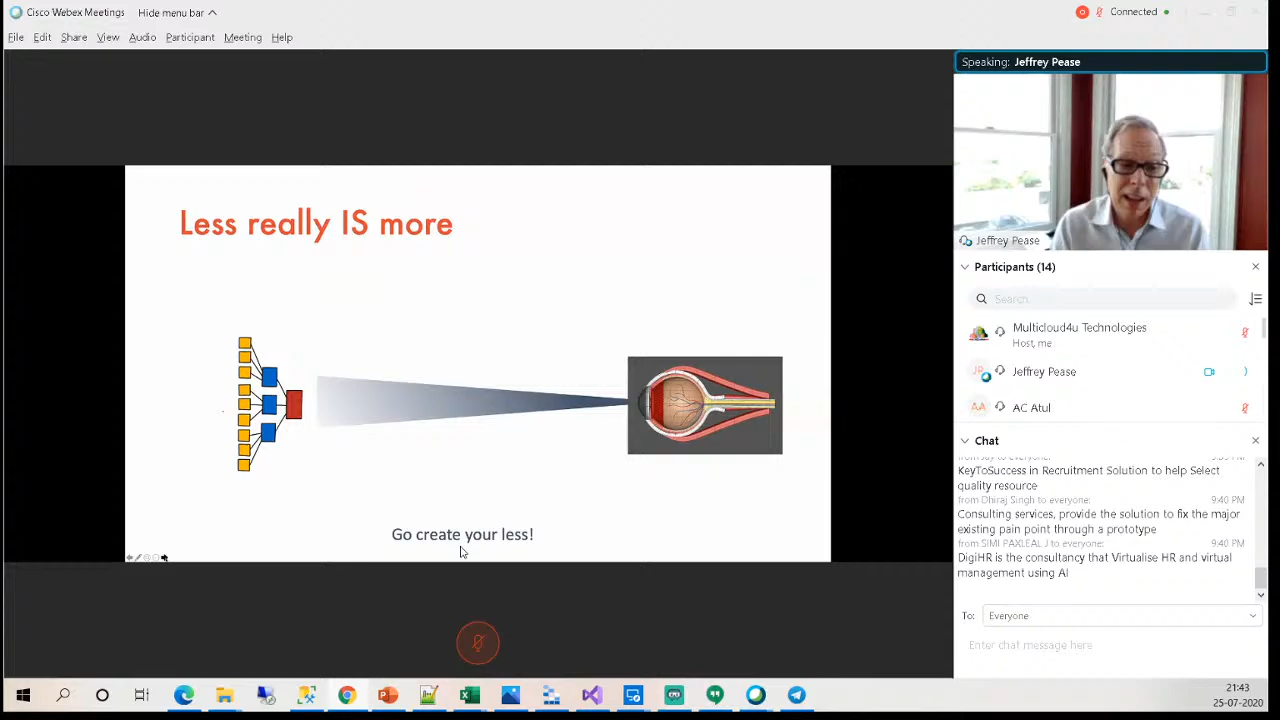 Cisco Webex Meetings
Hide menu bar
Connected
File Edit Share View Audio Participant Meeting Help
Speaking: Jeffrey Pease
Less really IS more
Go create your less!
Jeffrey Pease
Participants (14)
Search
Multicloud4u Technologies
Host, me
JP Jeffrey Pease
AA AC Atul
Chat
KeyToSuccess in Recruitment Solution to help Select
quality resource
from Dhiraj Singh to everyone: 9:40 PM
Consulting services, provide the solution to fix the major
existing pain point through a prototype
from SIMI PAXLEAL J to everyone: 9:40 PM
DigiHR is the consultancy that Virtualise HR and virtual
management using AI
To: Everyone
Enter chat message here
21:43
25-07-2020